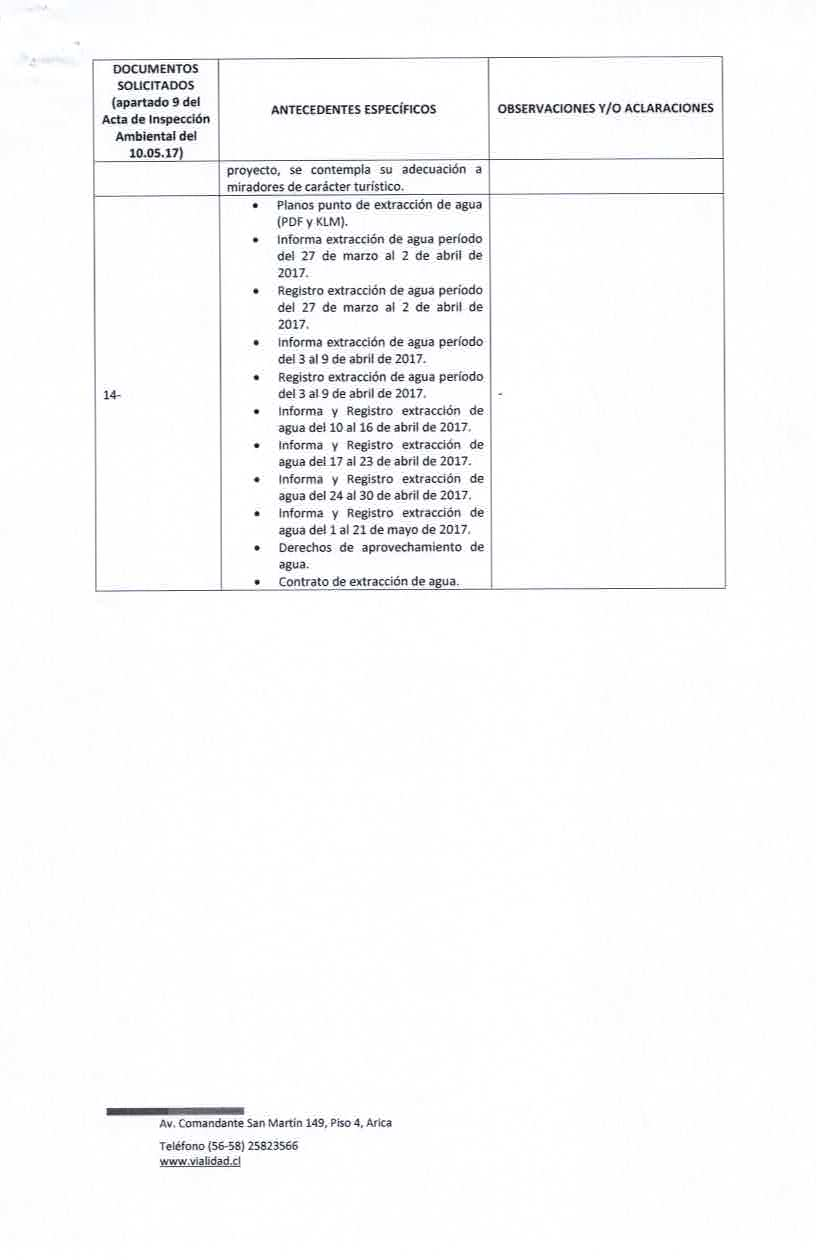 DOCUMENTOS
SOLICITADOS
(apartado 9 del
Acta de Inspección
Ambiental del
10.05.17)
ANTECEDENTES ESPECÍFICOS
OBSERVACIONES Y/O ACLARACIONES
proyecto, se contempla su adecuación a
miradores de carácter turístico.
14-
• Planos punto de extracción de agua
(PDF y KLM).
• Informa extracción de agua período
del 27 de marzo al 2 de abril de
2017.
• Registro extracción de agua período
del 27 de marzo al 2 de abril de
2017.
• Informa extracción de agua período
del 3 al 9 de abril de 2017.
• Registro extracción de agua período
del 3 al 9 de abril de 2017.
• Informa y Registro extracción de
agua del 10 al 16 de abril de 2017.
• Informa y Registro extracción de
agua del 17 al 23 de abril de 2017.
• Informa y Registro extracción de
agua del 24 al 30 de abril de 2017.
• Informa y Registro extracción de
agua del 1 al 21 de mayo de 2017.
• Derechos de aprovechamiento de
agua.
• Contrato de extracción de agua.
-
Av. Comandante San Martín 149, Piso 4, Arica
Teléfono (56-58) 25823566
www.vialidad.cl